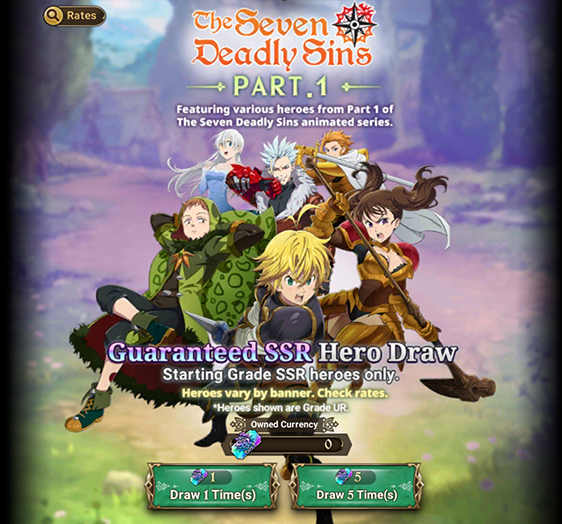 Rates
The Seven
Deadly Sins
PART.1
Featuring various heroes from Part 1 of
The Seven Deadly Sins animated series.
Guaranteed SSR Hero Draw
Starting Grade SSR heroes only.
Heroes vary by banner. Check rates.
*Heroes shown are Grade UR.
Owned Currency
0
1
Draw 1 Time(s)
5
Draw 5 Time(s)